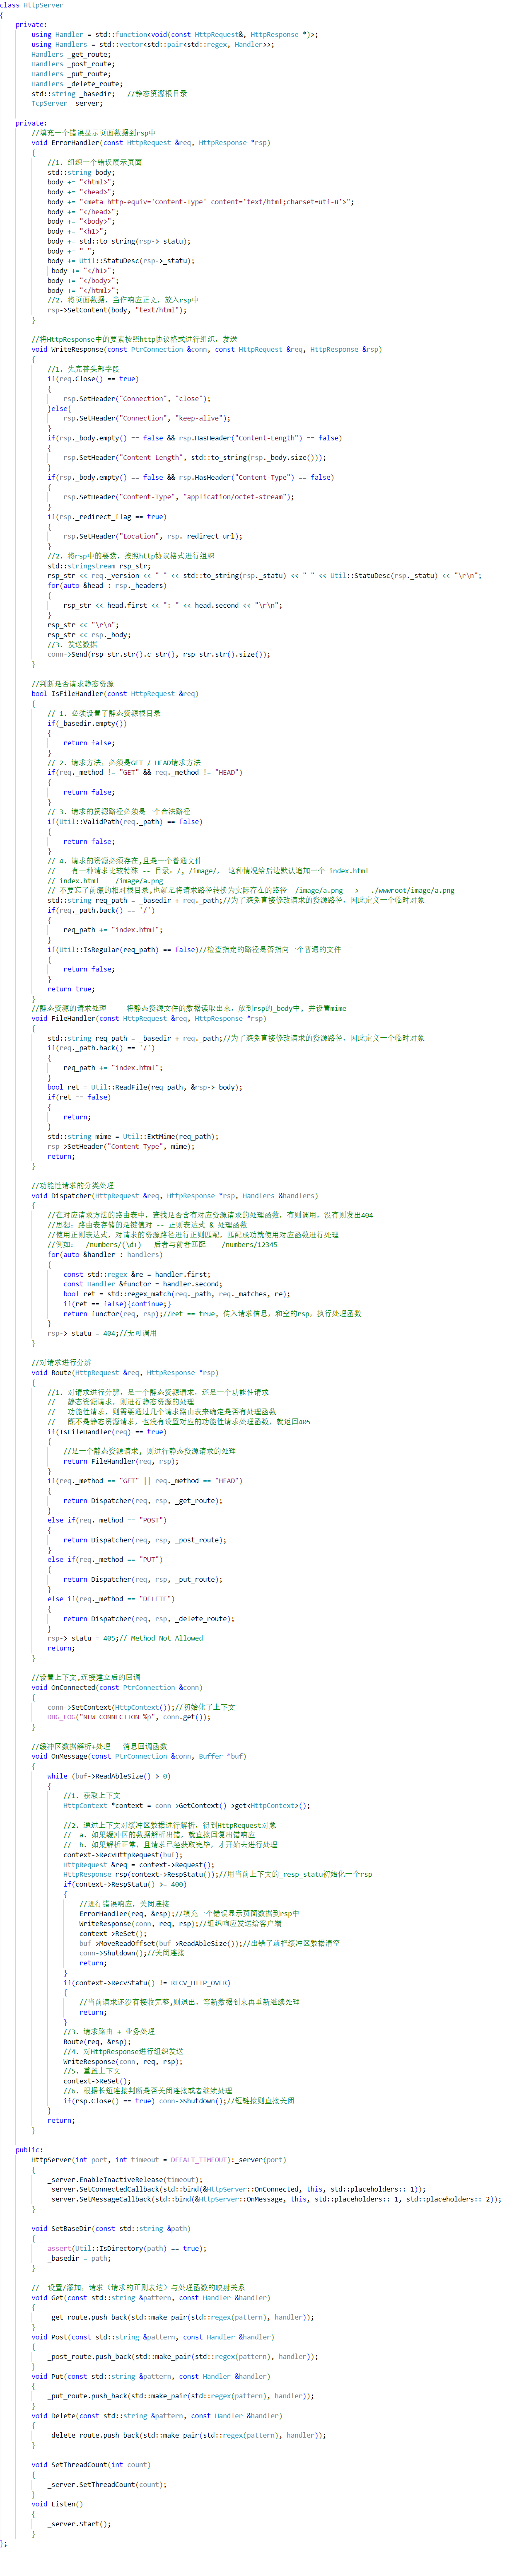 class HttpServer
{
private:
using Handler = std::function<void(const HttpRequest&, HttpResponse *)>;
using Handlers = std::vector<std::pair<std::regex, Handler>>;
Handlers _get_route;
Handlers _post_route;
Handlers _put_route;
Handlers _delete_route;
std::string _basedir;   //静态资源根目录
TcpServer _server;
private:
//填充一个错误显示页面数据到rsp中
void ErrorHandler(const HttpRequest &req, HttpResponse *rsp)
{
//1. 组织一个错误展示页面
std::string body;
body += "<html>";
body += "<head>";
body += "<meta http-equiv='Content-Type' content='text/html;charset=utf-8'>";
body += "</head>";
body += "<body>";
body += "<h1>";
body += std::to_string(rsp->_statu);
body += " ";
body += Util::StatuDesc(rsp->_statu);
body += "</h1>";
body += "</body>";
body += "</html>";
//2. 将页面数据，当作响应正文，放入rsp中
rsp->SetContent(body, "text/html");
}
//将HttpResponse中的要素按照http协议格式进行组织，发送
void WriteResponse(const PtrConnection &conn, const HttpRequest &req, HttpResponse &rsp)
{
//1. 先完善头部字段
if(req.Close() == true)
{
rsp.SetHeader("Connection", "close");
}else{
rsp.SetHeader("Connection", "keep-alive");
}
if(rsp._body.empty() == false && rsp.HasHeader("Content-Length") == false)
{
rsp.SetHeader("Content-Length", std::to_string(rsp._body.size()));
}
if(rsp._body.empty() == false && rsp.HasHeader("Content-Type") == false)
{
rsp.SetHeader("Content-Type", "application/octet-stream");
}
if(rsp._redirect_flag == true)
{
rsp.SetHeader("Location", rsp._redirect_url);
}
//2. 将rsp中的要素，按照http协议格式进行组织
std::stringstream rsp_str;
rsp_str << req._version << " " << std::to_string(rsp._statu) << " " << Util::StatuDesc(rsp._statu) << "\r\n";
for(auto &head : rsp._headers)
{
rsp_str << head.first << ": " << head.second << "\r\n";
}
rsp_str << "\r\n";
rsp_str << rsp._body;
//3. 发送数据
conn->Send(rsp_str.str().c_str(), rsp_str.str().size());
}
//判断是否请求静态资源
bool IsFileHandler(const HttpRequest &req)
{
// 1. 必须设置了静态资源根目录
if(_basedir.empty())
{
return false;
}
// 2. 请求方法，必须是GET / HEAD请求方法
if(req._method != "GET" && req._method != "HEAD")
{
return false;
}
// 3. 请求的资源路径必须是一个合法路径
if(Util::ValidPath(req._path) == false)
{
return false;
}
// 4. 请求的资源必须存在,且是一个普通文件
//    有一种请求比较特殊 -- 目录：/, /image/， 这种情况给后边默认追加一个 index.html
// index.html    /image/a.png
// 不要忘了前缀的相对根目录,也就是将请求路径转换为实际存在的路径  /image/a.png  ->   ./wwwroot/image/a.png
std::string req_path = _basedir + req._path;//为了避免直接修改请求的资源路径，因此定义一个临时对象
if(req._path.back() == '/')
{
req_path += "index.html";
}
if(Util::IsRegular(req_path) == false)//检查指定的路径是否指向一个普通的文件
{
return false;
}
return true;
}
//静态资源的请求处理 --- 将静态资源文件的数据读取出来，放到rsp的_body中, 并设置mime
void FileHandler(const HttpRequest &req, HttpResponse *rsp)
{
std::string req_path = _basedir + req._path;//为了避免直接修改请求的资源路径，因此定义一个临时对象
if(req._path.back() == '/')
{
req_path += "index.html";
}
bool ret = Util::ReadFile(req_path, &rsp->_body);
if(ret == false)
{
return;
}
std::string mime = Util::ExtMime(req_path);
rsp->SetHeader("Content-Type", mime);
return;
}
//功能性请求的分类处理
void Dispatcher(HttpRequest &req, HttpResponse *rsp, Handlers &handlers)
{
//在对应请求方法的路由表中，查找是否含有对应资源请求的处理函数，有则调用，没有则发出404
//思想：路由表存储的是键值对 -- 正则表达式 & 处理函数
//使用正则表达式，对请求的资源路径进行正则匹配，匹配成功就使用对应函数进行处理
//例如：  /numbers/(\d+)   后者与前者匹配    /numbers/12345
for(auto &handler : handlers)
{
const std::regex &re = handler.first;
const Handler &functor = handler.second;
bool ret = std::regex_match(req._path, req._matches, re);
if(ret == false){continue;}
return functor(req, rsp);//ret == true, 传入请求信息，和空的rsp，执行处理函数
}
rsp->_statu = 404;//无可调用
}
//对请求进行分辨
void Route(HttpRequest &req, HttpResponse *rsp)
{
//1. 对请求进行分辨，是一个静态资源请求，还是一个功能性请求
//   静态资源请求，则进行静态资源的处理
//   功能性请求，则需要通过几个请求路由表来确定是否有处理函数
//   既不是静态资源请求，也没有设置对应的功能性请求处理函数，就返回405
if(IsFileHandler(req) == true)
{
//是一个静态资源请求, 则进行静态资源请求的处理
return FileHandler(req, rsp);
}
if(req._method == "GET" || req._method == "HEAD")
{
return Dispatcher(req, rsp, _get_route);
}
else if(req._method == "POST")
{
return Dispatcher(req, rsp, _post_route);
}
else if(req._method == "PUT")
{
return Dispatcher(req, rsp, _put_route);
}
else if(req._method == "DELETE")
{
return Dispatcher(req, rsp, _delete_route);
}
rsp->_statu = 405;// Method Not Allowed
return;
}
//设置上下文,连接建立后的回调
void OnConnected(const PtrConnection &conn)
{
conn->SetContext(HttpContext());//初始化了上下文
DBG_LOG("NEW CONNECTION %p", conn.get());
}
//缓冲区数据解析+处理   消息回调函数
void OnMessage(const PtrConnection &conn, Buffer *buf)
{
while (buf->ReadAbleSize() > 0)
{
//1. 获取上下文
HttpContext *context = conn->GetContext()->get<HttpContext>();
//2. 通过上下文对缓冲区数据进行解析，得到HttpRequest对象
//  a. 如果缓冲区的数据解析出错，就直接回复出错响应
//  b. 如果解析正常，且请求已经获取完毕，才开始去进行处理
context->RecvHttpRequest(buf);
HttpRequest &req = context->Request();
HttpResponse rsp(context->RespStatu());//用当前上下文的_resp_statu初始化一个rsp
if(context->RespStatu() >= 400)
{
//进行错误响应，关闭连接
ErrorHandler(req, &rsp);//填充一个错误显示页面数据到rsp中
WriteResponse(conn, req, rsp);//组织响应发送给客户端
context->ReSet();
buf->MoveReadOffset(buf->ReadAbleSize());//出错了就把缓冲区数据清空
conn->Shutdown();//关闭连接
return;
}
if(context->RecvStatu() != RECV_HTTP_OVER)
{
//当前请求还没有接收完整,则退出，等新数据到来再重新继续处理
return;
}
//3. 请求路由 + 业务处理
Route(req, &rsp);
//4. 对HttpResponse进行组织发送
WriteResponse(conn, req, rsp);
//5. 重置上下文
context->ReSet();
//6. 根据长短连接判断是否关闭连接或者继续处理
if(rsp.Close() == true) conn->Shutdown();//短链接则直接关闭
}
return;
}
public:
HttpServer(int port, int timeout = DEFALT_TIMEOUT):_server(port)
{
_server.EnableInactiveRelease(timeout);
_server.SetConnectedCallback(std::bind(&HttpServer::OnConnected, this, std::placeholders::_1));
_server.SetMessageCallback(std::bind(&HttpServer::OnMessage, this, std::placeholders::_1, std::placeholders::_2));
}
void SetBaseDir(const std::string &path)
{
assert(Util::IsDirectory(path) == true);
_basedir = path;
}
//  设置/添加，请求（请求的正则表达）与处理函数的映射关系
void Get(const std::string &pattern, const Handler &handler)
{
_get_route.push_back(std::make_pair(std::regex(pattern), handler));
}
void Post(const std::string &pattern, const Handler &handler)
{
_post_route.push_back(std::make_pair(std::regex(pattern), handler));
}
void Put(const std::string &pattern, const Handler &handler)
{
_put_route.push_back(std::make_pair(std::regex(pattern), handler));
}
void Delete(const std::string &pattern, const Handler &handler)
{
_delete_route.push_back(std::make_pair(std::regex(pattern), handler));
}
void SetThreadCount(int count)
{
_server.SetThreadCount(count);
}
void Listen()
{
_server.Start();
}
};